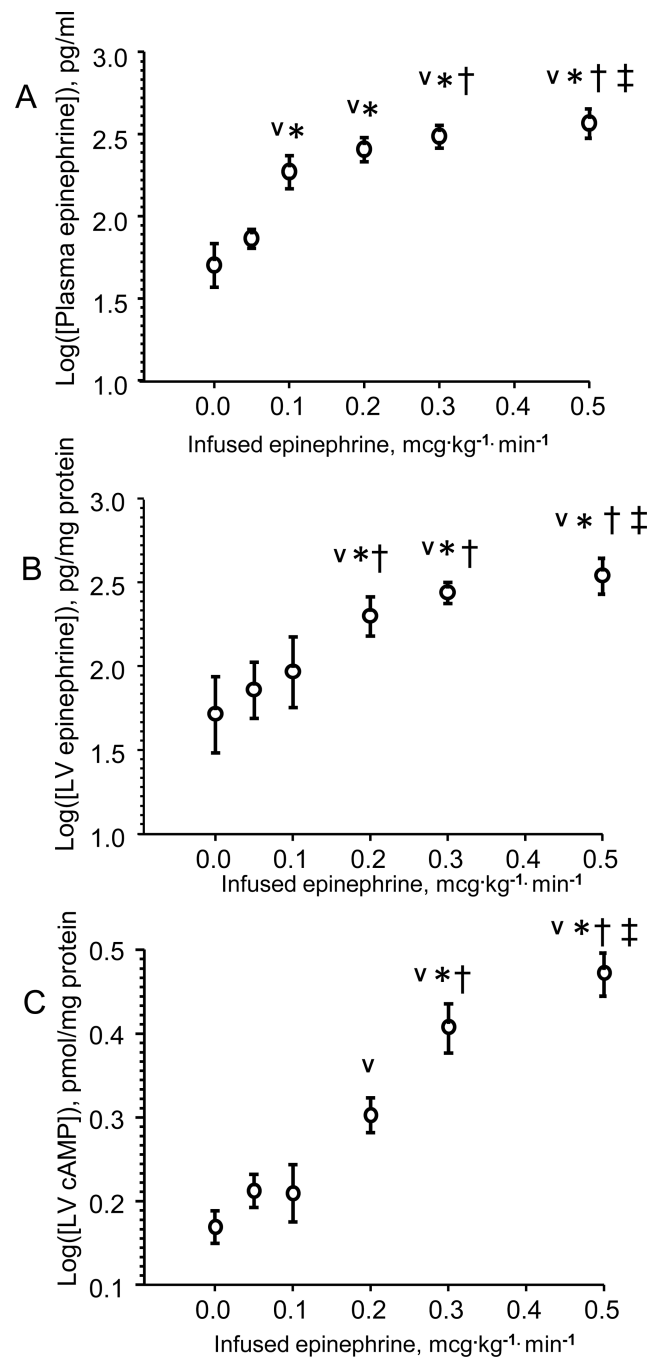 A
Log([Plasma epinephrine]), pg/ml
3.0
2.5
2.0
1.5
1.0
v*
v*
v*†
v*† ‡
0.0 0.1 0.2 0.3 0.4 0.5
Infused epinephrine, mcg·kg⁻¹·min⁻¹
B
Log([LV epinephrine]), pg/mg protein
3.0
2.5
2.0
1.5
1.0
v*†
v*†
v*† ‡
0.0 0.1 0.2 0.3 0.4 0.5
Infused epinephrine, mcg·kg⁻¹·min⁻¹
C
Log([LV cAMP]), pmol/mg protein
0.5
0.4
0.3
0.2
0.1
v
v*†
v*† ‡
0.0 0.1 0.2 0.3 0.4 0.5
Infused epinephrine, mcg·kg⁻¹·min⁻¹